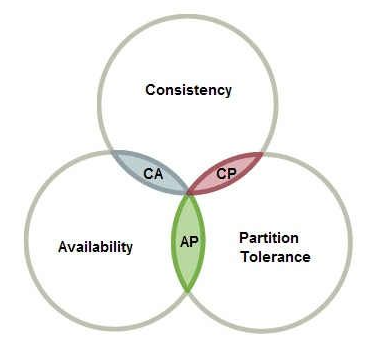 Consistency
CA
CP
Availability
AP
Partition
Tolerance